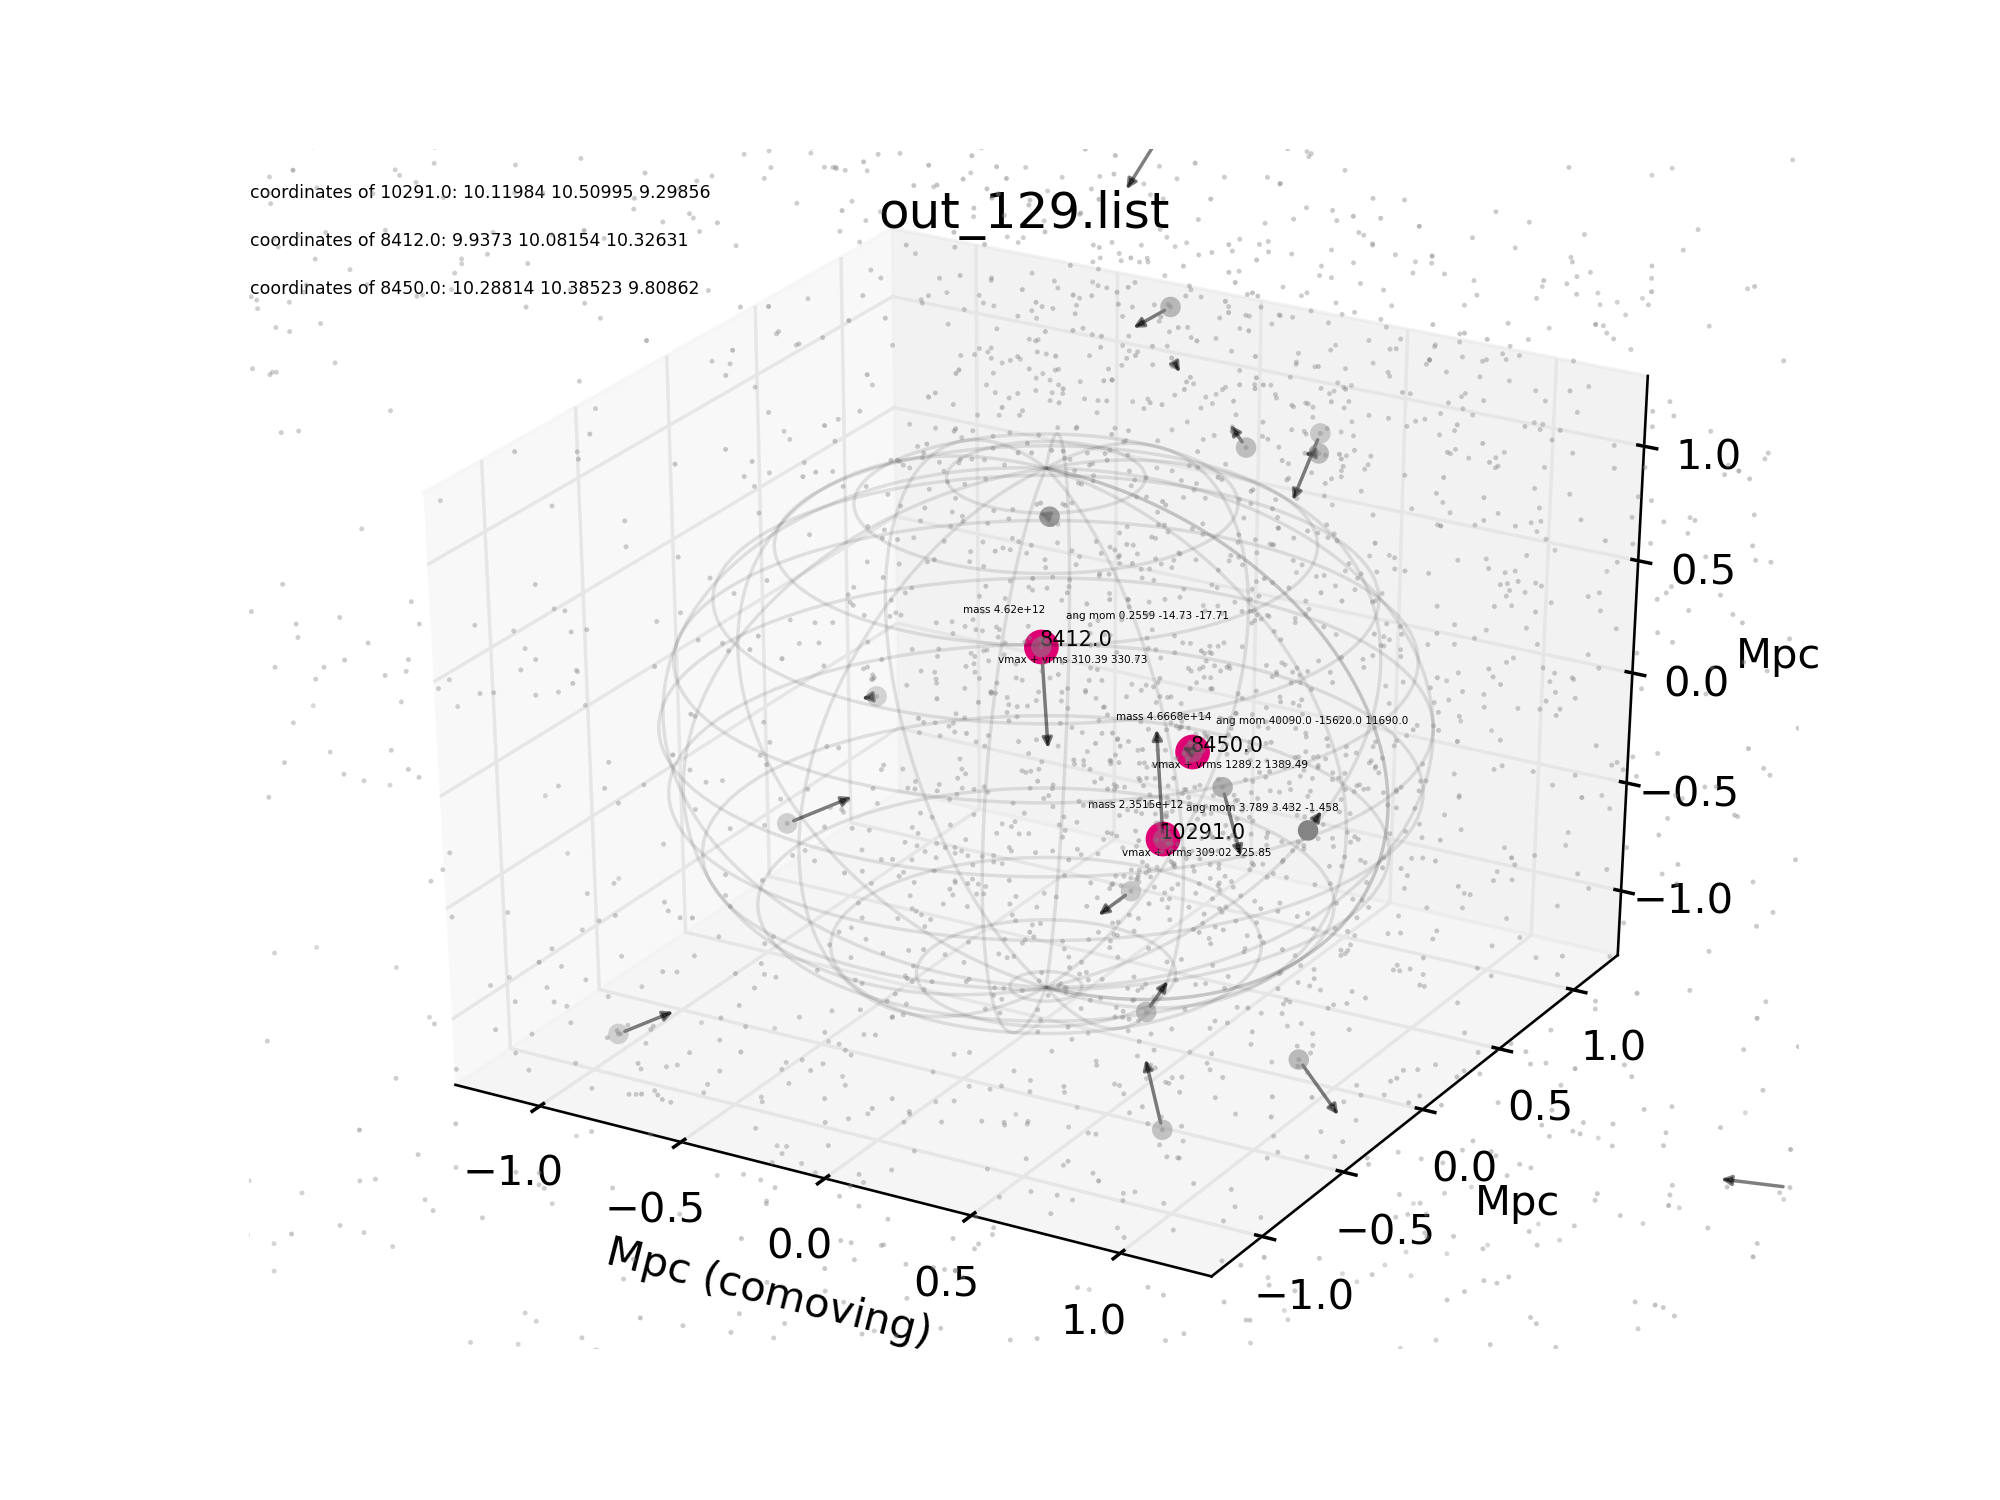 coordinates of 10291.0: 10.11984 10.50995 9.29856
out_129.list
coordinates of 8412.0: 9.9373 10.08154 10.32631
coordinates of 8450.0: 10.28814 10.38523 9.80862
1.0
0.5
mass 4.62e+12
ang mom 0.2559 -14.73 -17.71
8412.0
vmax + vrms 310.39 330.73
Mpc
0.0
mass 4.6668e+14
ang mom 40090.0 -15620.0 11690.0
8450.0
vmax + vrms 1289.2 1389.49
−0.5
mass 2.3515e+12
ang mom 3.789 3.432 -1.458
10291.0
vmax + vrms 309.02 325.85
−1.0
1.0
0.5
0.0
Mpc
−0.5
−1.0
−1.0
−0.5
0.0
0.5
1.0
Mpc (comoving)